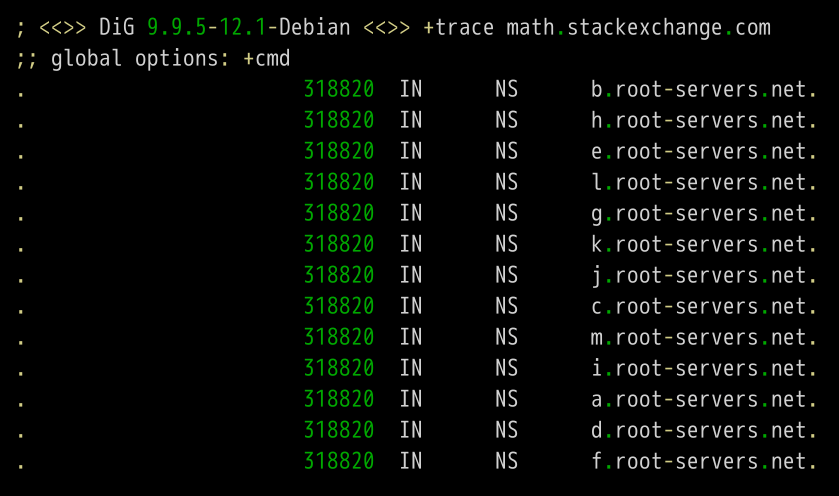 ; <<>> DiG 9.9.5-12.1-Debian <<>> +trace math.stackexchange.com
;; global options: +cmd
. 318820 IN NS b.root-servers.net.
. 318820 IN NS h.root-servers.net.
. 318820 IN NS e.root-servers.net.
. 318820 IN NS l.root-servers.net.
. 318820 IN NS g.root-servers.net.
. 318820 IN NS k.root-servers.net.
. 318820 IN NS j.root-servers.net.
. 318820 IN NS c.root-servers.net.
. 318820 IN NS m.root-servers.net.
. 318820 IN NS i.root-servers.net.
. 318820 IN NS a.root-servers.net.
. 318820 IN NS d.root-servers.net.
. 318820 IN NS f.root-servers.net.